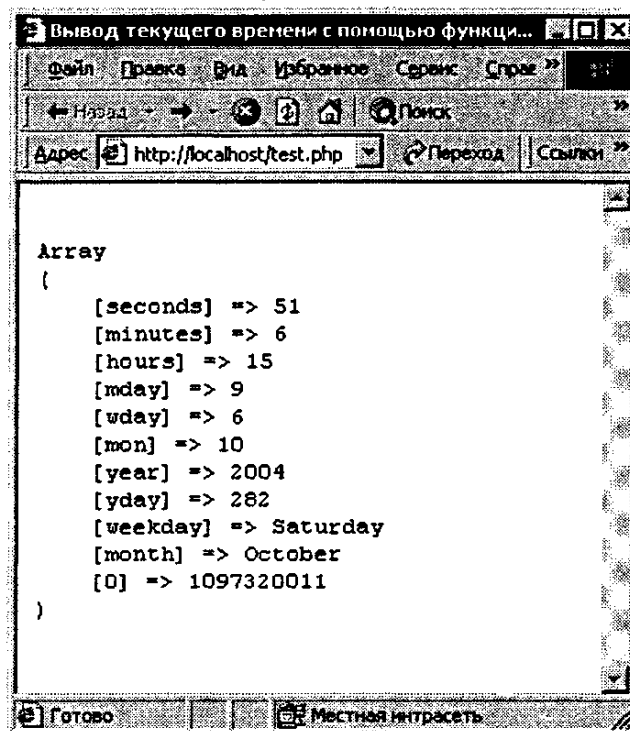 Вывод текущего времени с помощью функци...
Файл Правка Вид Избранное Сервис Справ »
Назад Поиск »
Адрес http://localhost/test.php Переход Ссылки »
Array
(
[seconds] => 51
[minutes] => 6
[hours] => 15
[mday] => 9
[wday] => 6
[mon] => 10
[year] => 2004
[yday] => 282
[weekday] => Saturday
[month] => October
[0] => 1097320011
)
Готово Местная интрасеть